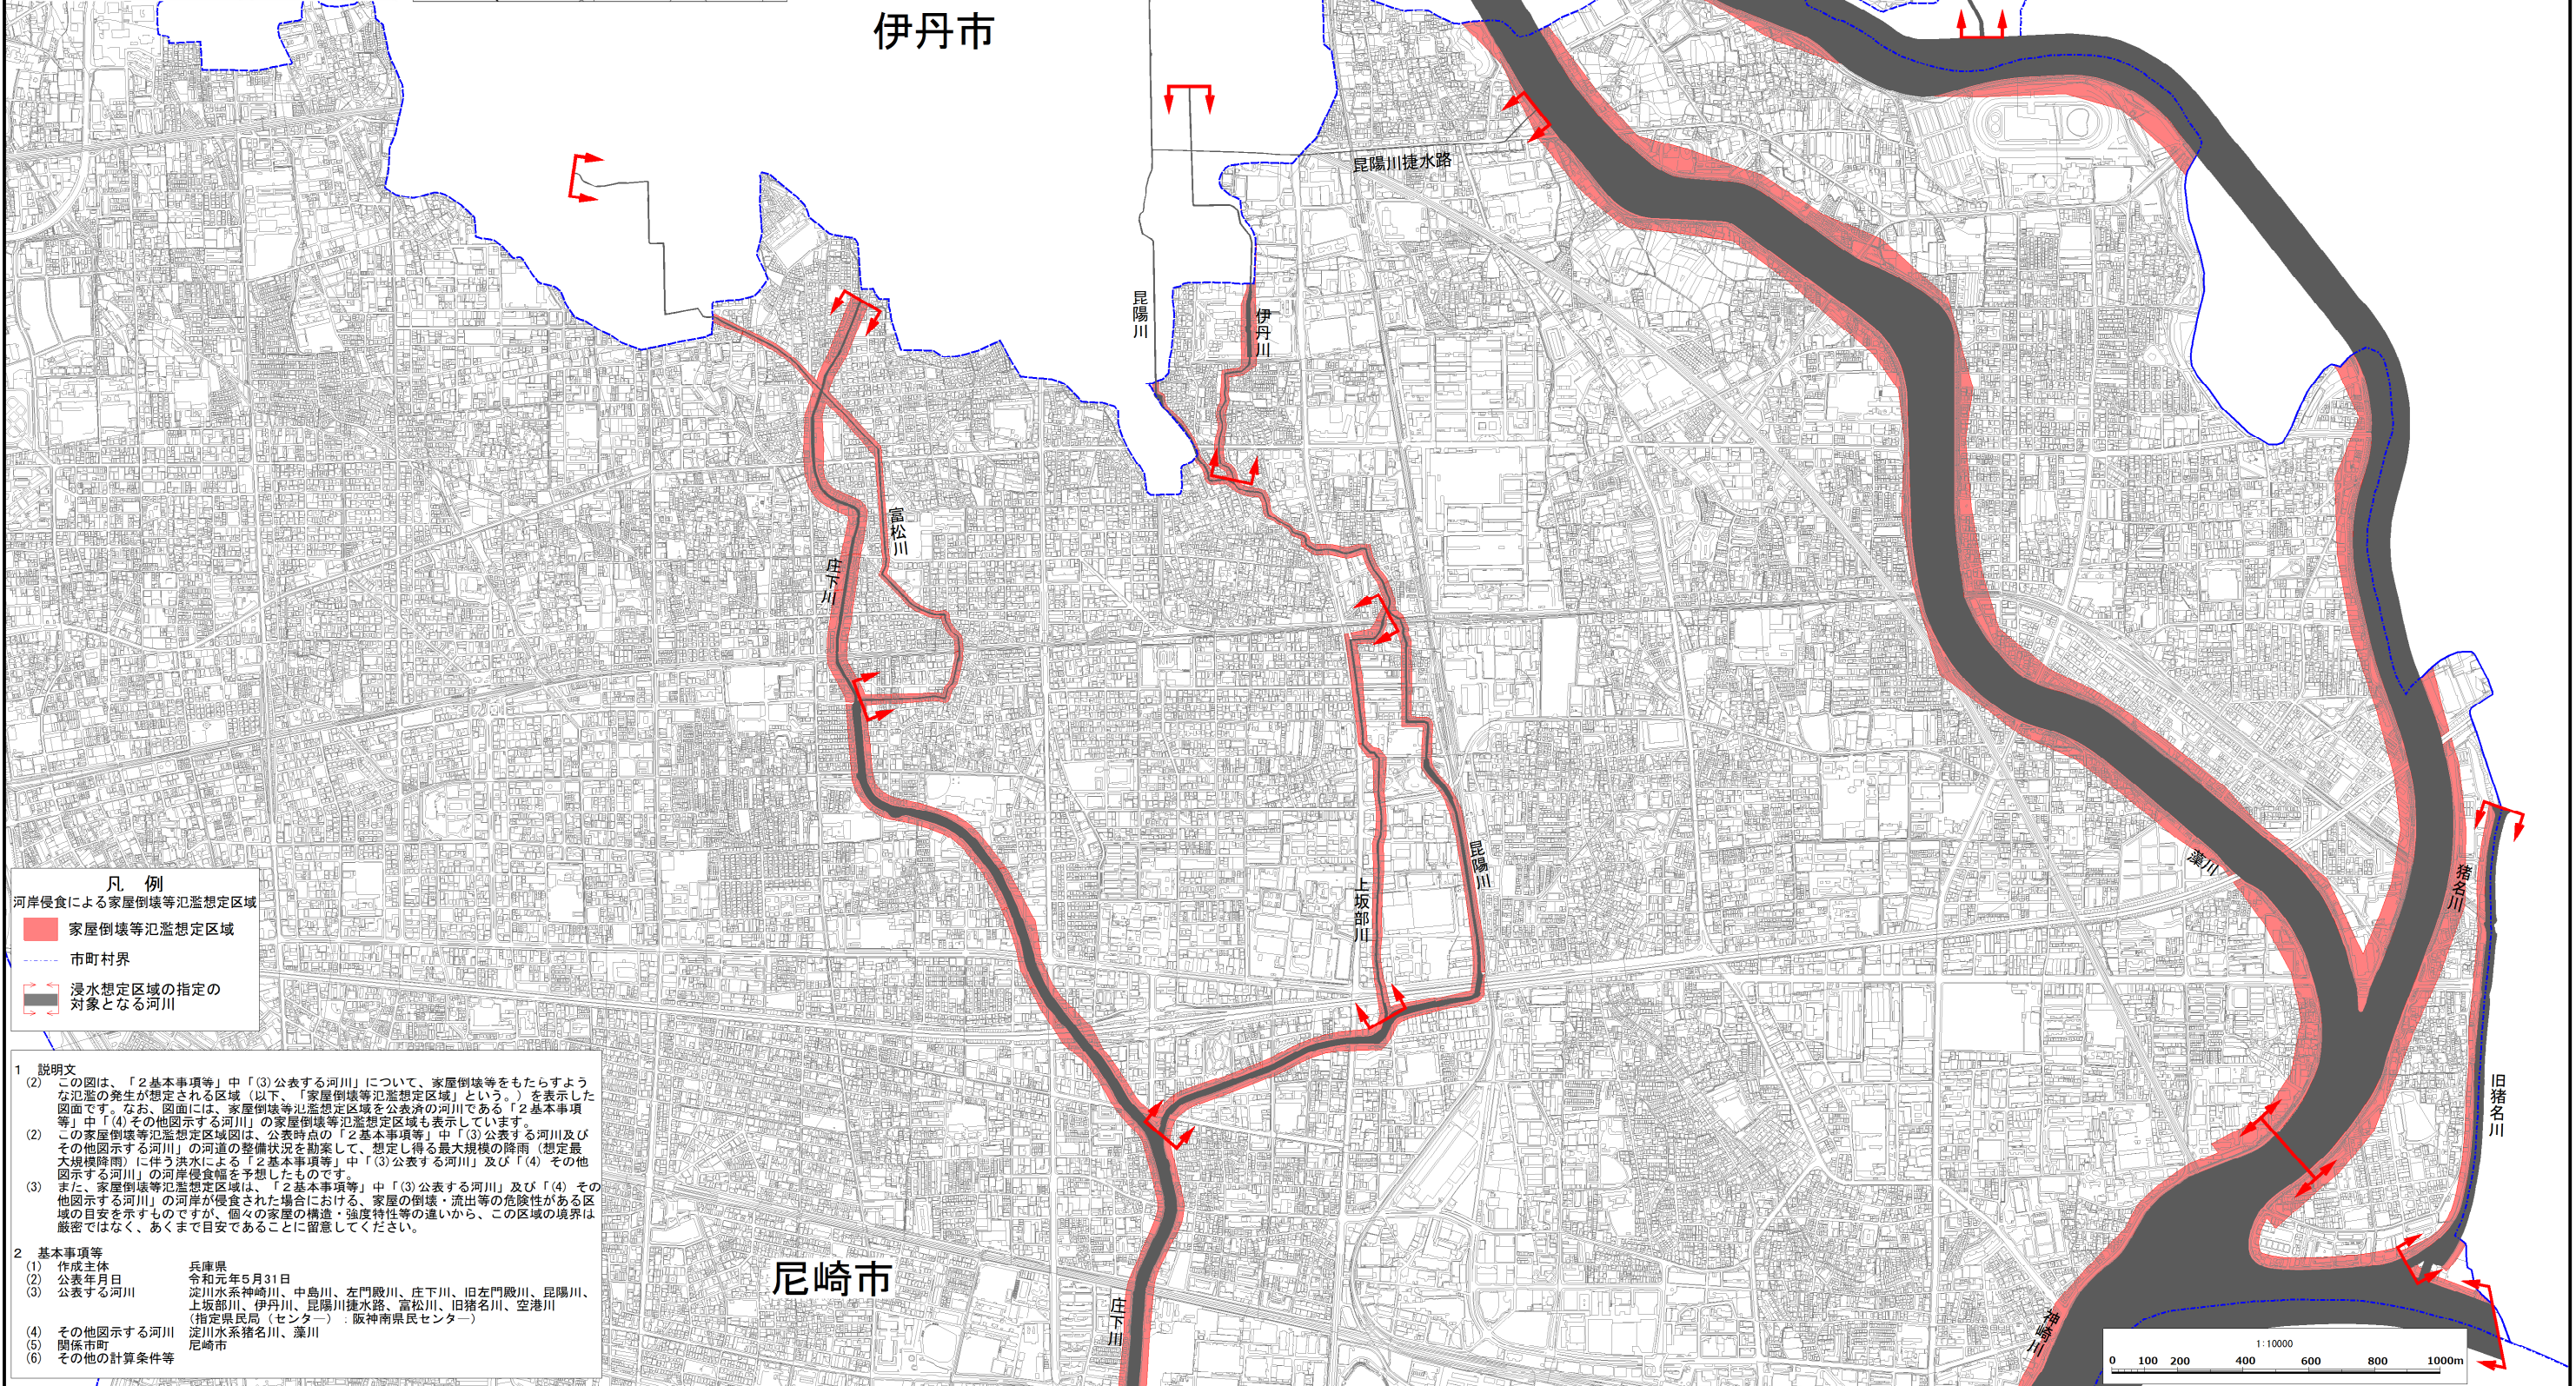 伊丹市
昆陽川捷水路
昆陽川
伊丹川
富松川
庄下川
昆陽川
上坂部川
藻川
猪名川
旧猪名川
神崎川
庄下川
尼崎市
凡 例
河岸侵食による家屋倒壊等氾濫想定区域
家屋倒壊等氾濫想定区域
市町村界
浸水想定区域の指定の
対象となる河川
1 説明文
(2) この図は、「2基本事項等」中「(3)公表する河川」について、家屋倒壊等をもたらすよう
な氾濫の発生が想定される区域(以下、「家屋倒壊等氾濫想定区域」という。)を表示した
図面です。なお、図面には、家屋倒壊等氾濫想定区域を公表済の河川である「2基本事項
等」中「(4)その他図示する河川」の家屋倒壊等氾濫想定区域も表示しています。
(2) この家屋倒壊等氾濫想定区域図は、公表時点の「2基本事項等」中「(3)公表する河川及び
その他図示する河川」の河道の整備状況を勘案して、想定し得る最大規模の降雨(想定最
大規模降雨)に伴う洪水による「2基本事項等」中「(3)公表する河川」及び「(4) その他
図示する河川」の河岸侵食幅を予想したものです。
(3) また、家屋倒壊等氾濫想定区域は、「2基本事項等」中「(3)公表する河川」及び「(4) その
他図示する河川」の河岸が侵食された場合における、家屋の倒壊・流出等の危険性がある区
域の目安を示すものですが、個々の家屋の構造・強度特性等の違いから、この区域の境界は
厳密ではなく、あくまで目安であることに留意してください。
2 基本事項等
(1) 作成主体 兵庫県
(2) 公表年月日 令和元年5月31日
(3) 公表する河川 淀川水系神崎川、中島川、左門殿川、庄下川、旧左門殿川、昆陽川、
上坂部川、伊丹川、昆陽川捷水路、富松川、旧猪名川、空港川
(指定県民局(センター):阪神南県民センター)
(4) その他図示する河川 淀川水系猪名川、藻川
(5) 関係市町 尼崎市
(6) その他の計算条件等
1:10000
0 100 200 400 600 800 1000m